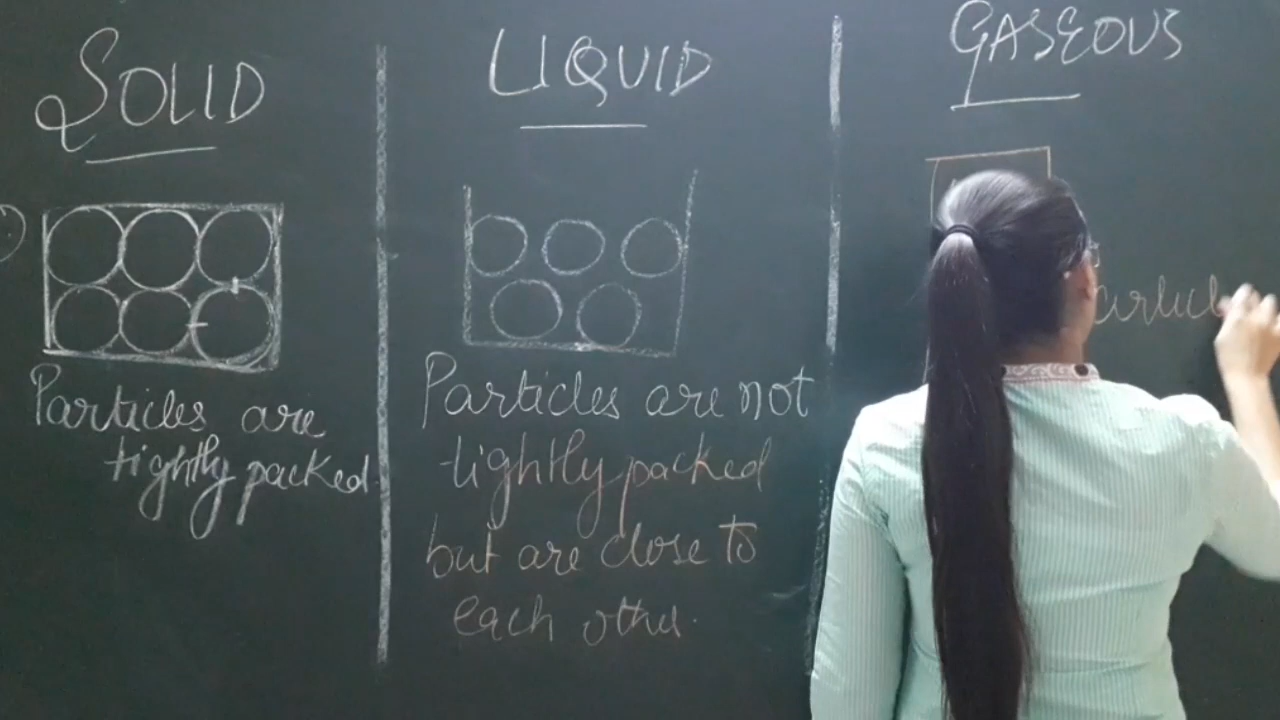 SOLID
Particles are
tightly packed.
LIQUID
Particles are not
tightly packed
but are close to
each other.
GASEOUS